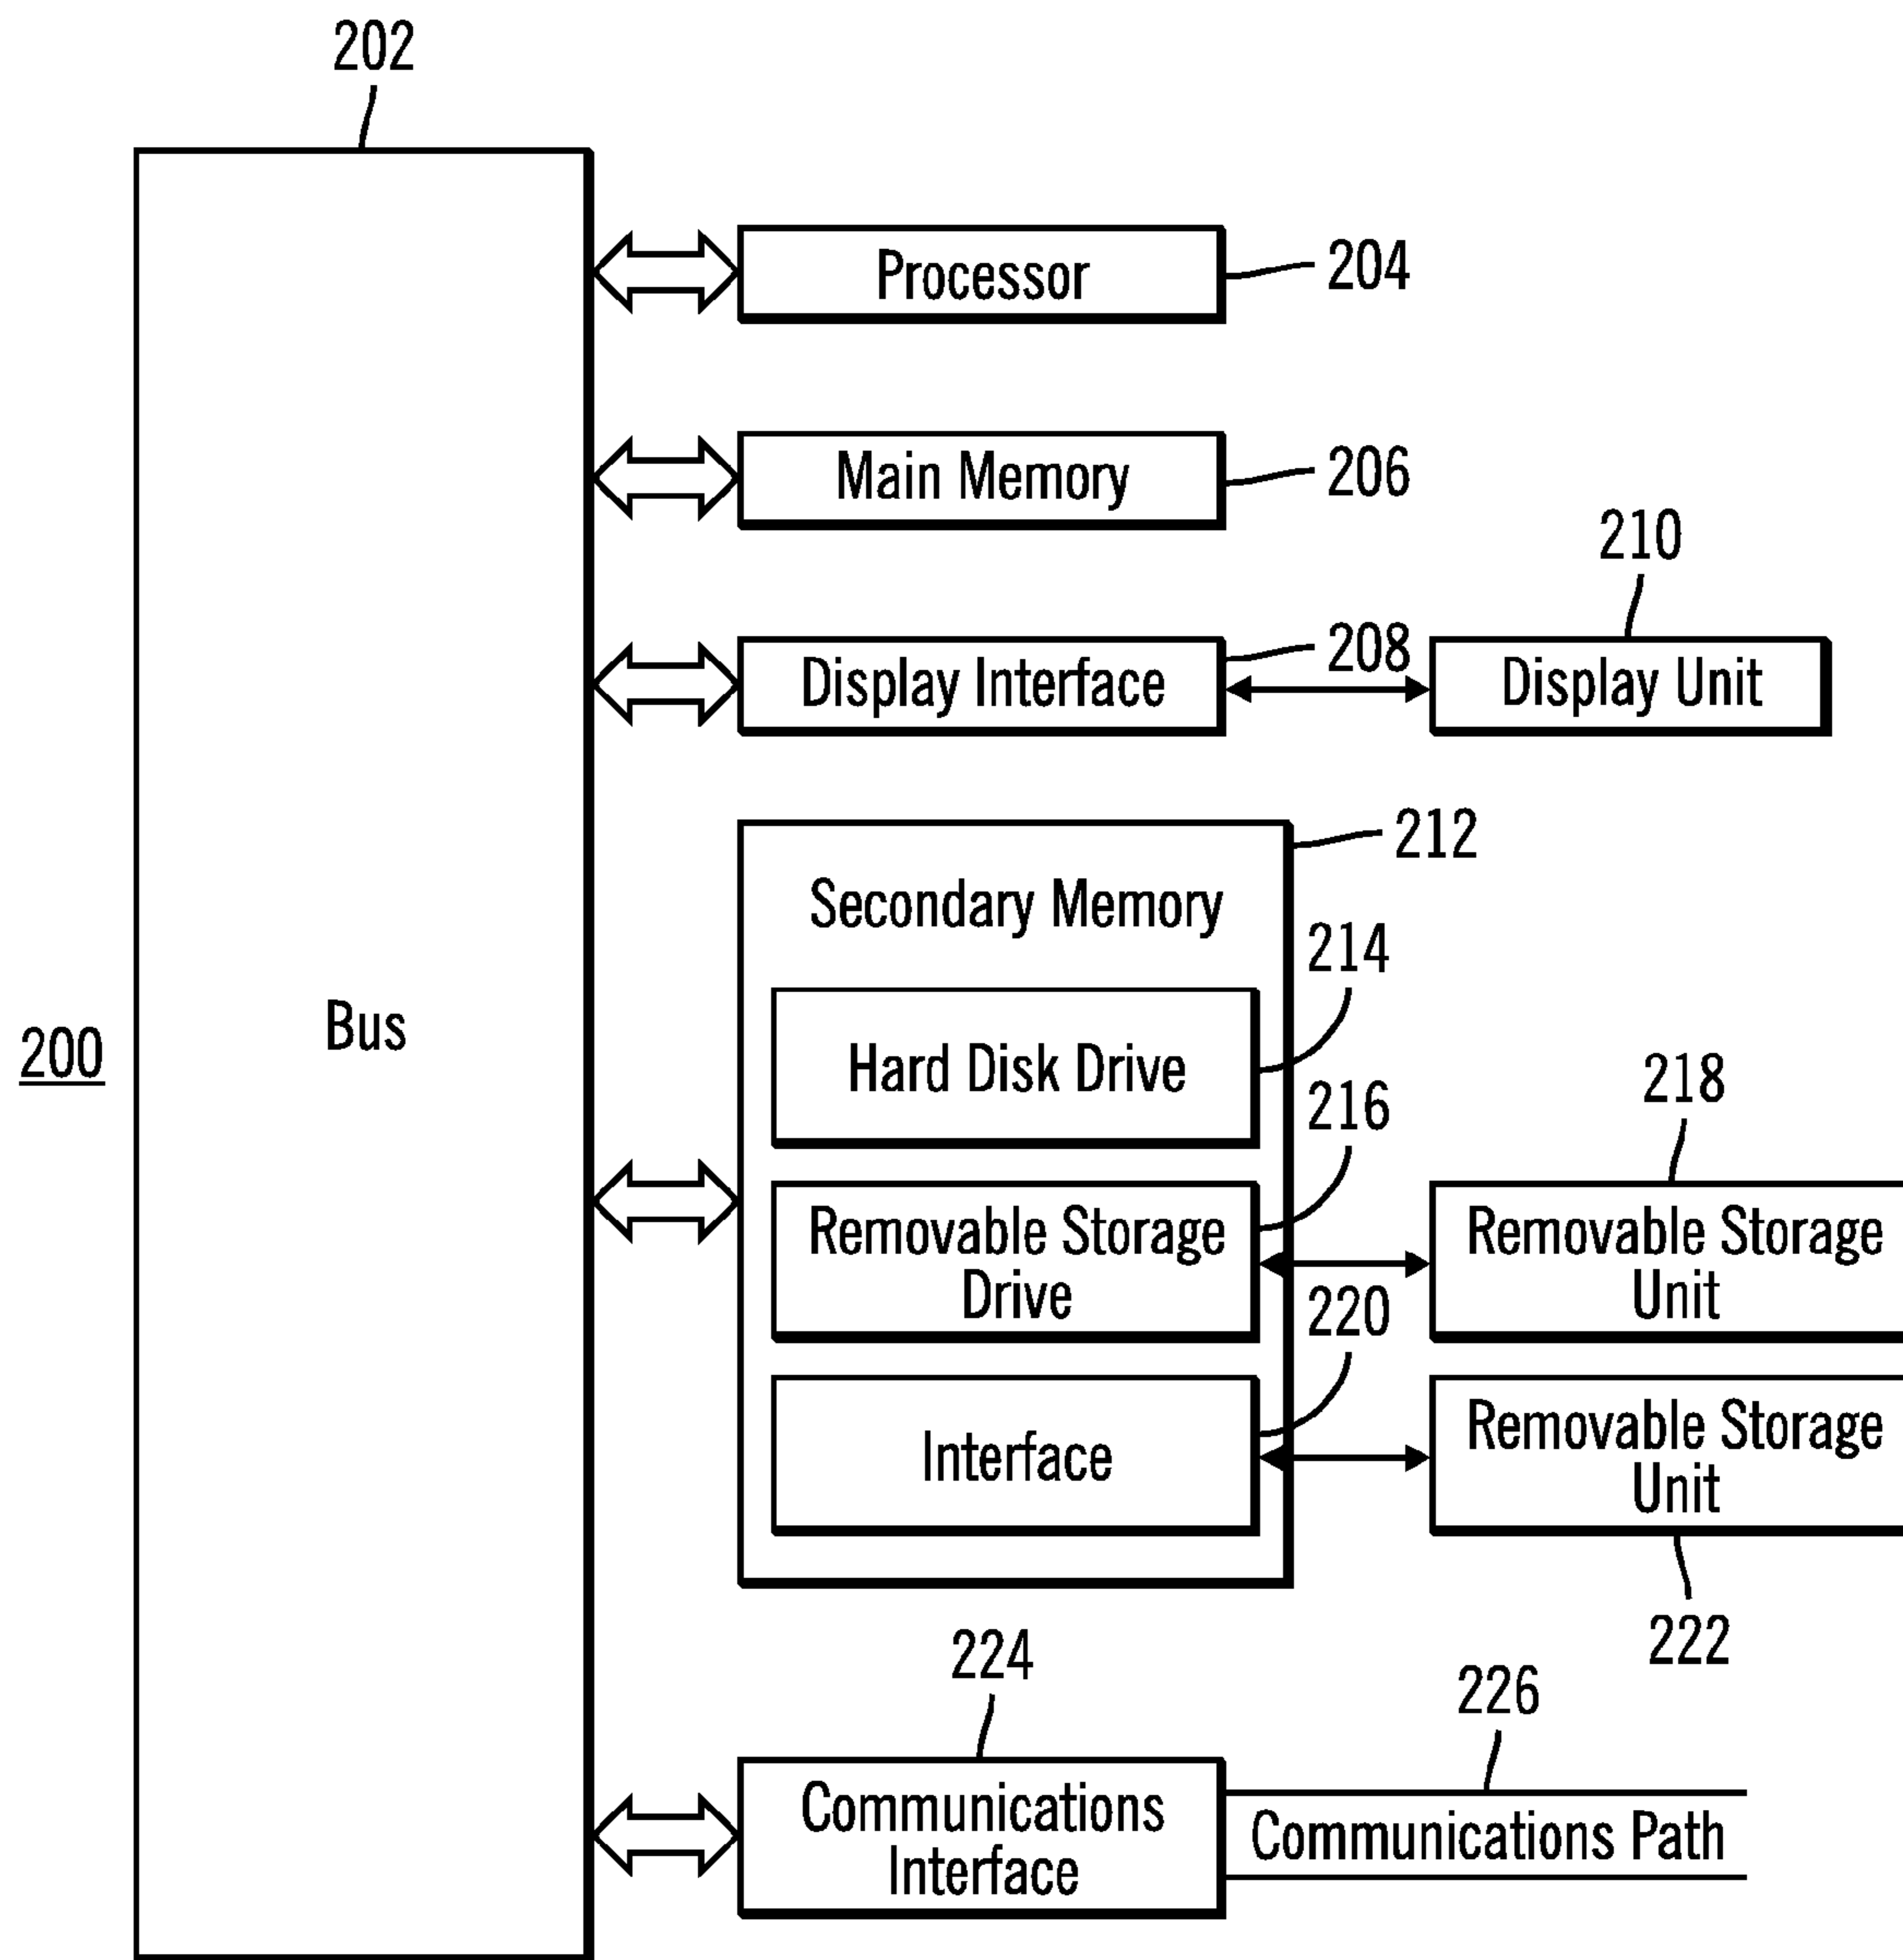 202
Processor
204
Main Memory
206
210
Display Interface
208
Display Unit
212
Secondary Memory
214
200
Bus
Hard Disk Drive
216
218
Removable Storage
Drive
Removable Storage
Unit
220
Interface
Removable Storage
Unit
222
224
226
Communications
Interface
Communications Path